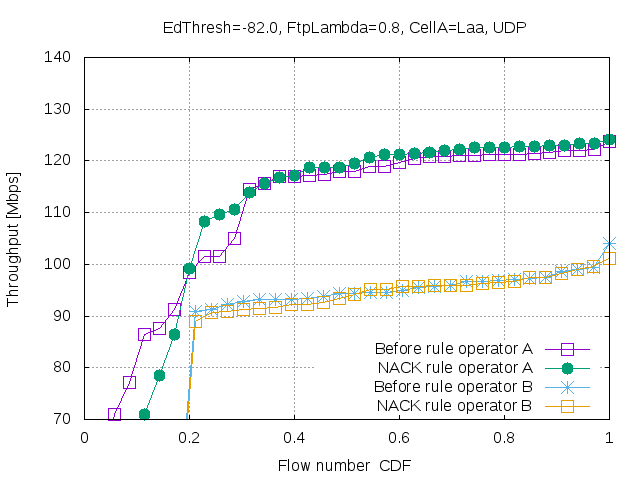 EdThresh=-82.0, FtpLambda=0.8, CellA=Laa, UDP
Throughput [Mbps]
140
130
120
110
100
90
80
70
Before rule operator A
NACK rule operator A
Before rule operator B
NACK rule operator B
0
0.2
0.4
0.6
0.8
1
Flow number  CDF